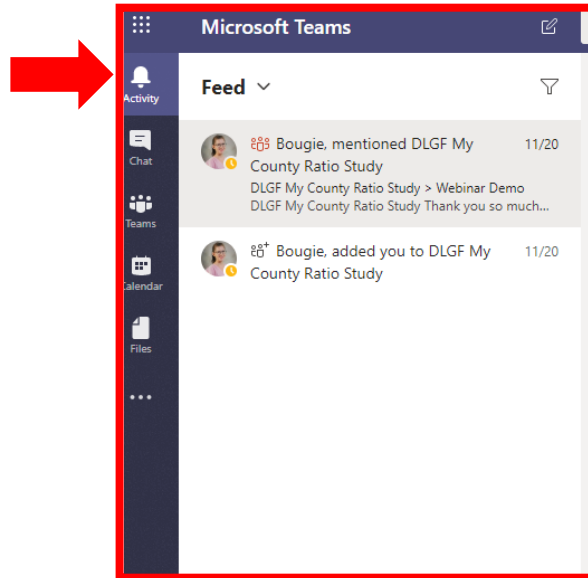 Microsoft Teams
Activity
Chat
Teams
Calendar
Files
Feed
Bougie, mentioned DLGF My 11/20
County Ratio Study
DLGF My County Ratio Study > Webinar Demo
DLGF My County Ratio Study Thank you so much...
Bougie, added you to DLGF My 11/20
County Ratio Study